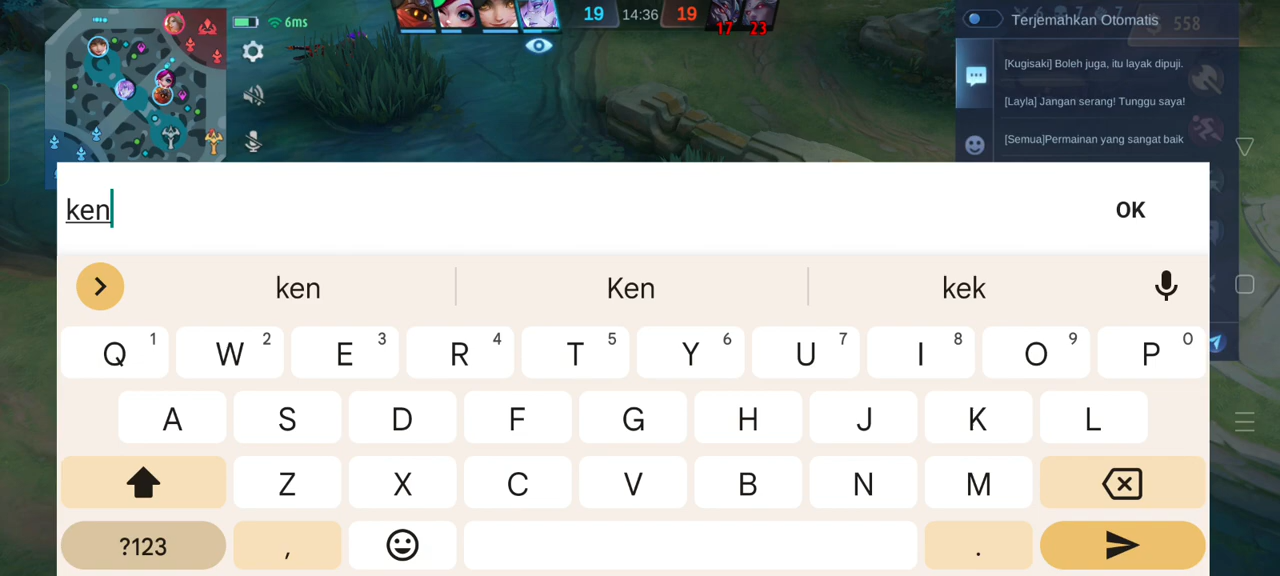 6ms
19 14:36 19
17 23
Terjemahkan Otomatis
558
[Kugisaki] Boleh juga, itu layak dipuji.
[Layla] Jangan serang! Tunggu saya!
[Semua]Permainan yang sangat baik
ken
OK
ken Ken kek
Q 1 W 2 E 3 R 4 T 5 Y 6 U 7 I 8 O 9 P 0
A S D F G H J K L
Z X C V B N M
?123 , .